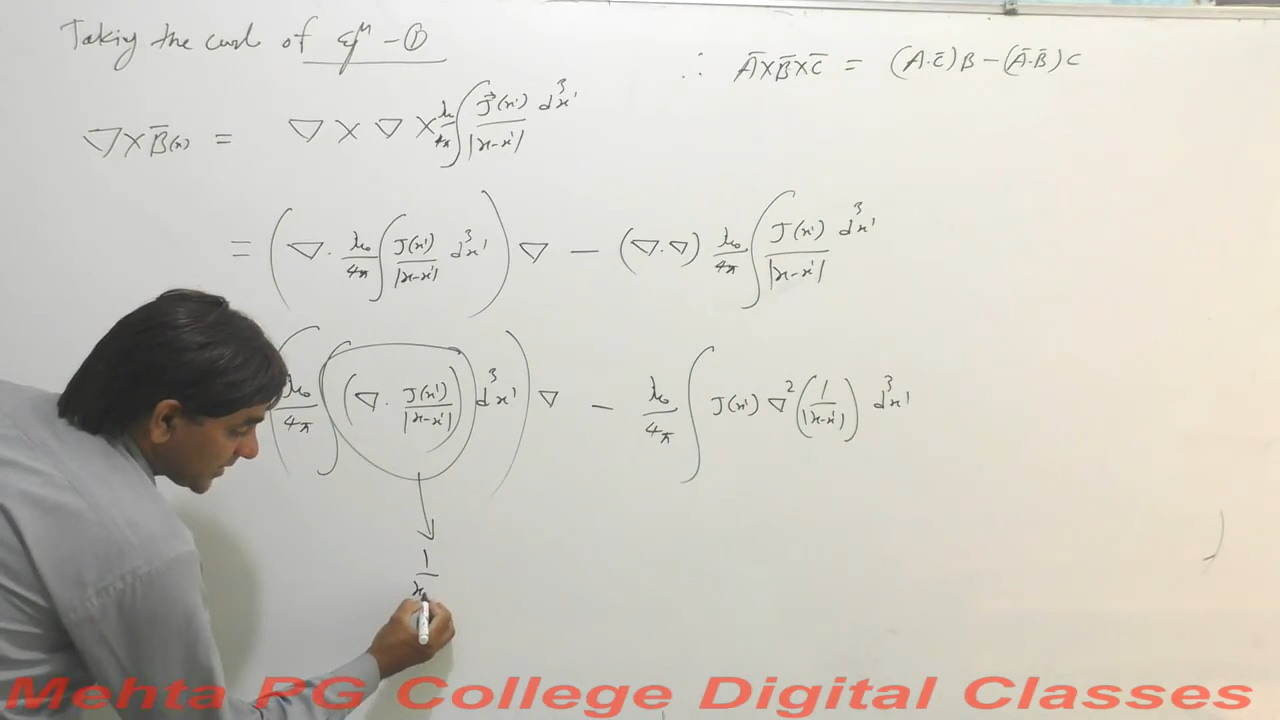 Taking the curl of eqⁿ - ①
∴ A̅×B̅×C̅ = (A·C̅)B - (A̅·B̅)C
∇×B̅(x) = ∇ × ∇ × μ₀/4π ∫ J⃗(x')/|x-x'| d³x'
= (∇· μ₀/4π ∫ J(x')/|x-x'| d³x') ∇ - (∇·∇) μ₀/4π ∫ J(x')/|x-x'| d³x'
(μ₀/4π ∫ (∇· J(x')/|x-x'|) d³x') ∇ - μ₀/4π ∫ J(x') ∇² (1/|x-x'|) d³x'
1/x
Mehta PG College Digital Classes